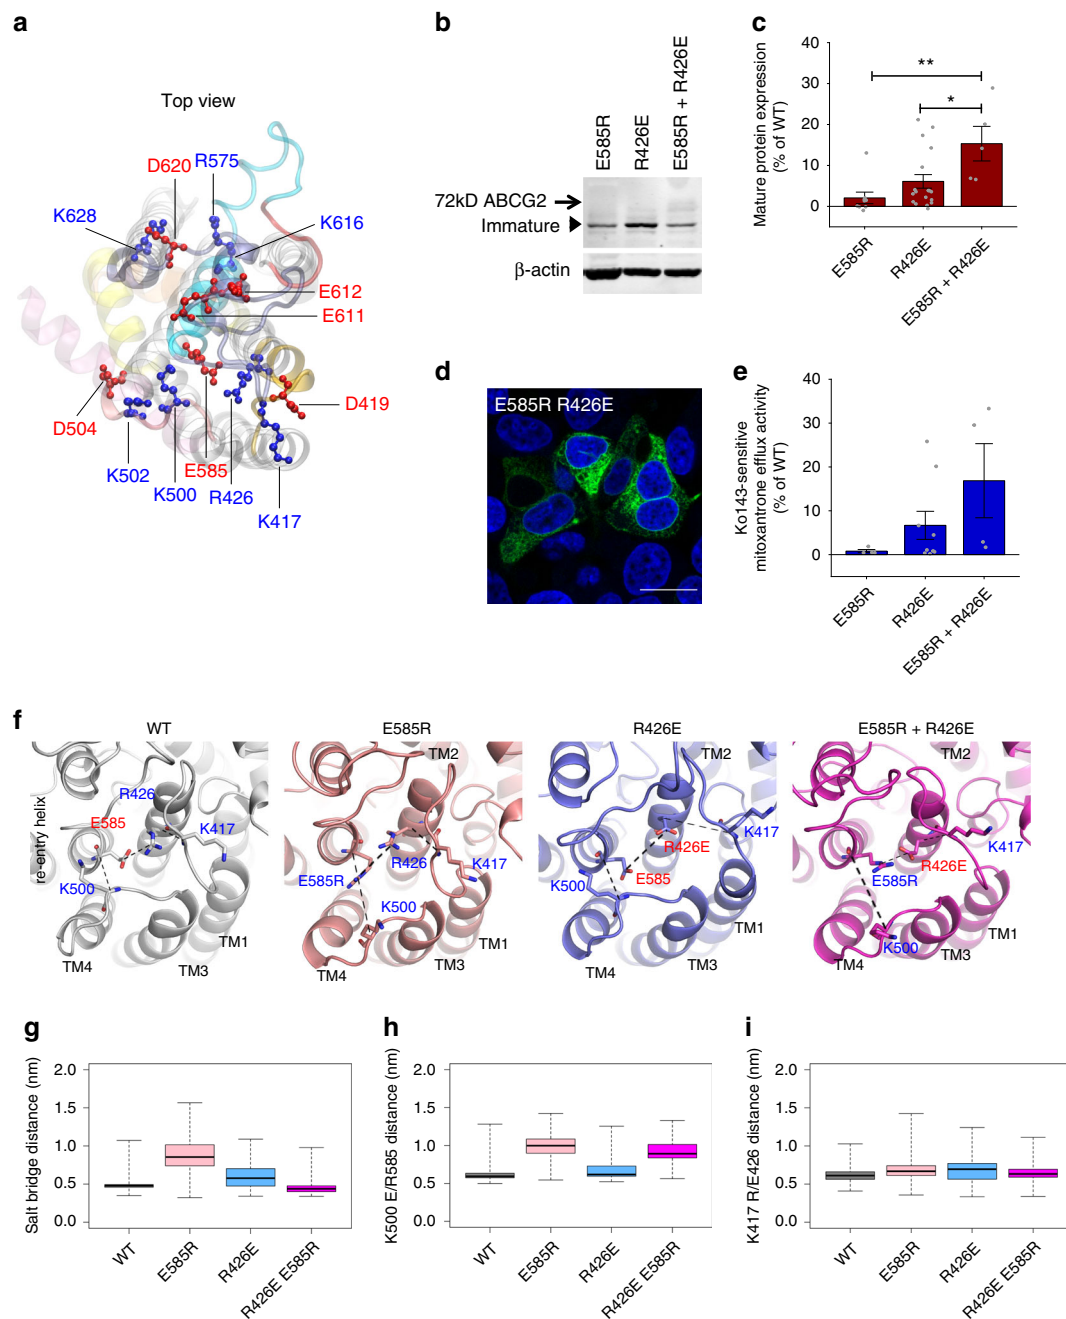 a
Top view
D620
R575
K628
K616
E612
E611
D419
D504
K502
K500
E585
R426
K417
b
E585R
R426E
E585R + R426E
72kD ABCG2
Immature
β-actin
c
Mature protein expression
(% of WT)
40
30
20
10
0
**
*
E585R
R426E
E585R + R426E
d
E585R R426E
e
Ko143-sensitive
mitoxantrone efflux activity
(% of WT)
40
30
20
10
0
E585R
R426E
E585R + R426E
f
WT
re-entry helix
R426
E585
K417
K500
TM4
TM3
E585R
TM2
E585R
R426
K417
K500
TM1
TM4
TM3
R426E
TM2
K417
R426E
K500
E585
TM1
TM4
TM3
E585R + R426E
TM2
K417
R426E
E585R
K500
TM1
TM4
TM3
g
Salt bridge distance (nm)
2.0
1.5
1.0
0.5
0.0
WT
E585R
R426E
R426E E585R
h
K500 E/R585 distance (nm)
2.0
1.5
1.0
0.5
0.0
WT
E585R
R426E
R426E E585R
i
K417 R/E426 distance (nm)
2.0
1.5
1.0
0.5
0.0
WT
E585R
R426E
R426E E585R